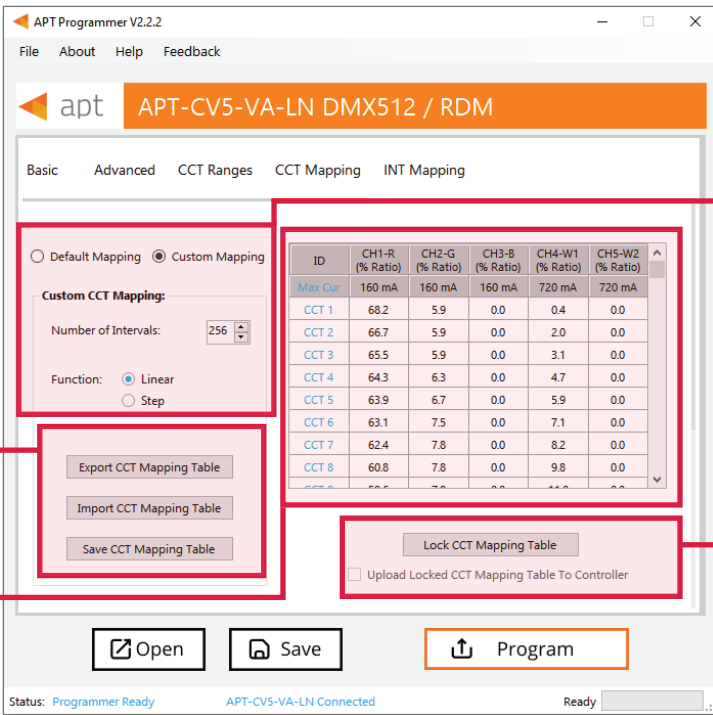 APT Programmer V2.2.2
File About Help Feedback
apt APT-CV5-VA-LN DMX512 / RDM
Basic Advanced CCT Ranges CCT Mapping INT Mapping
Default Mapping Custom Mapping
Custom CCT Mapping:
Number of Intervals: 256
Function: Linear
Step
Export CCT Mapping Table
Import CCT Mapping Table
Save CCT Mapping Table
ID CH1-R (% Ratio) CH2-G (% Ratio) CH3-B (% Ratio) CH4-W1 (% Ratio) CH5-W2 (% Ratio)
Max Cur 160 mA 160 mA 160 mA 720 mA 720 mA
CCT 1 68.2 5.9 0.0 0.4 0.0
CCT 2 66.7 5.9 0.0 2.0 0.0
CCT 3 65.5 5.9 0.0 3.1 0.0
CCT 4 64.3 6.3 0.0 4.7 0.0
CCT 5 63.9 6.7 0.0 5.9 0.0
CCT 6 63.1 7.5 0.0 7.1 0.0
CCT 7 62.4 7.8 0.0 8.2 0.0
CCT 8 60.8 7.8 0.0 9.8 0.0
Lock CCT Mapping Table
Upload Locked CCT Mapping Table To Controller
Open Save Program
Status: Programmer Ready APT-CV5-VA-LN Connected Ready